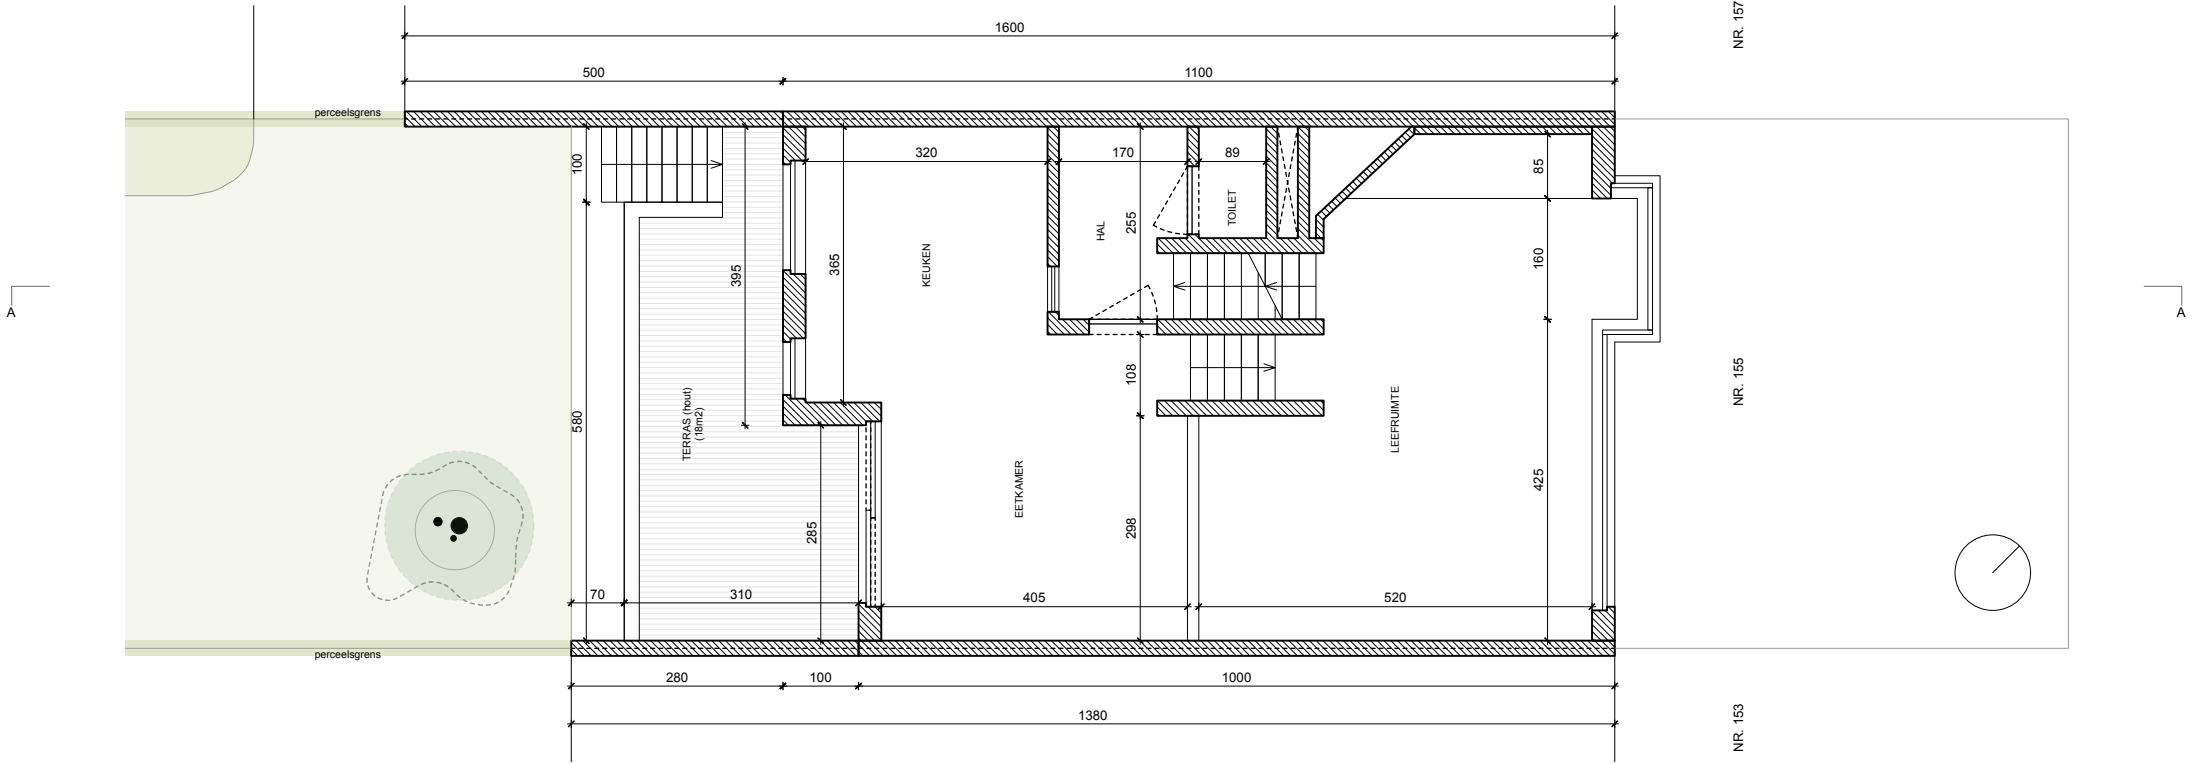 1600
NR. 157
500
1100
perceelsgrens
100
320
170
89
85
TOILET
255
HAL
KEUKEN
395
365
160
A
A
108
NR. 155
TERRAS (hout)
(18m2)
580
LEEFRUIMTE
EETKAMER
425
285
298
70
310
405
520
perceelsgrens
280
100
1000
1380
NR. 153